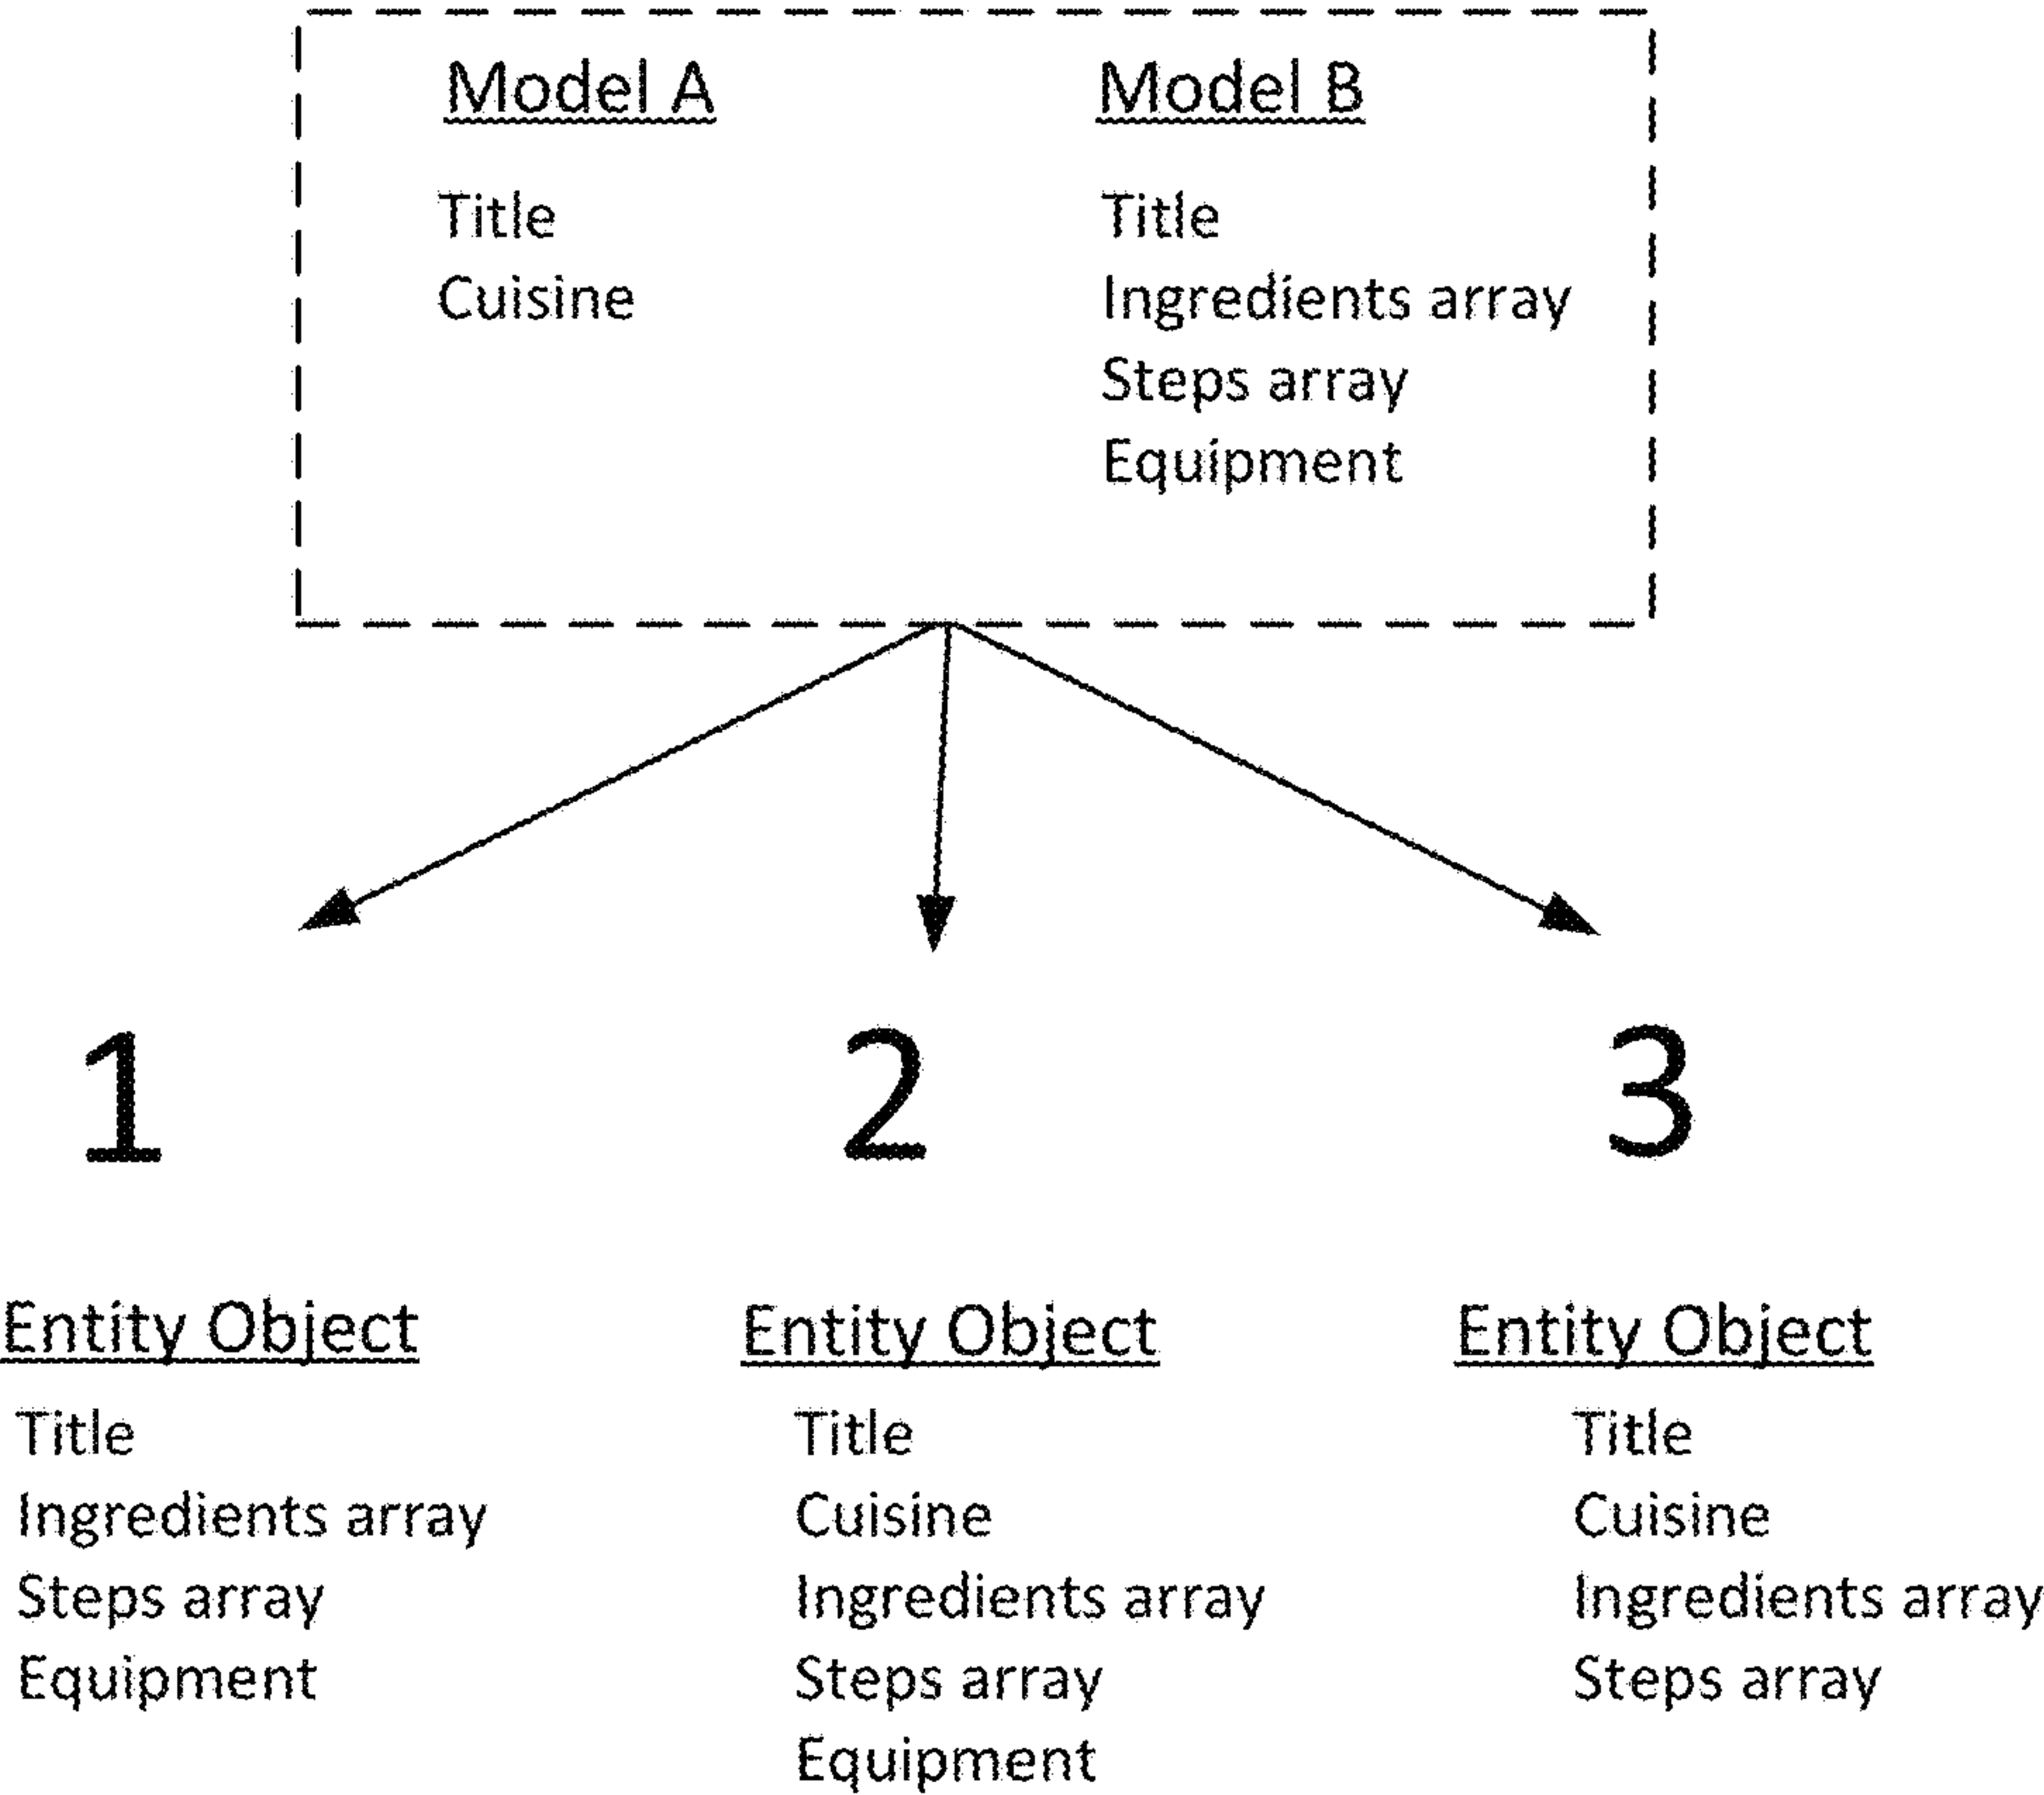 Model A
Title
Cuisine
Model B
Title
Ingredients array
Steps array
Equipment
1
Entity Object
Title
Ingredients array
Steps array
Equipment
2
Entity Object
Title
Cuisine
Ingredients array
Steps array
Equipment
3
Entity Object
Title
Cuisine
Ingredients array
Steps array